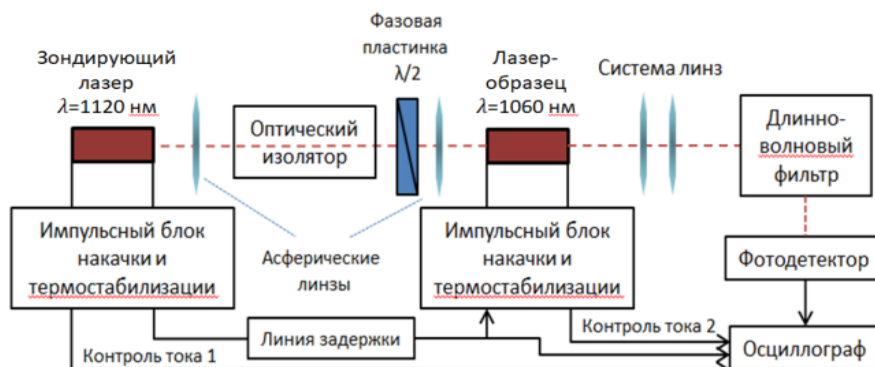 Зондирующий
лазер
λ=1120 нм
Оптический
изолятор
Фазовая
пластинка
λ/2
Лазер-
образец
λ=1060 нм
Система линз
Длинно-
волновый
фильтр
Импульсный блок
накачки и
термостабилизации
Асферические
линзы
Импульсный блок
накачки и
термостабилизации
Фотодетектор
Линия задержки
Контроль тока 2
Контроль тока 1
Осциллограф